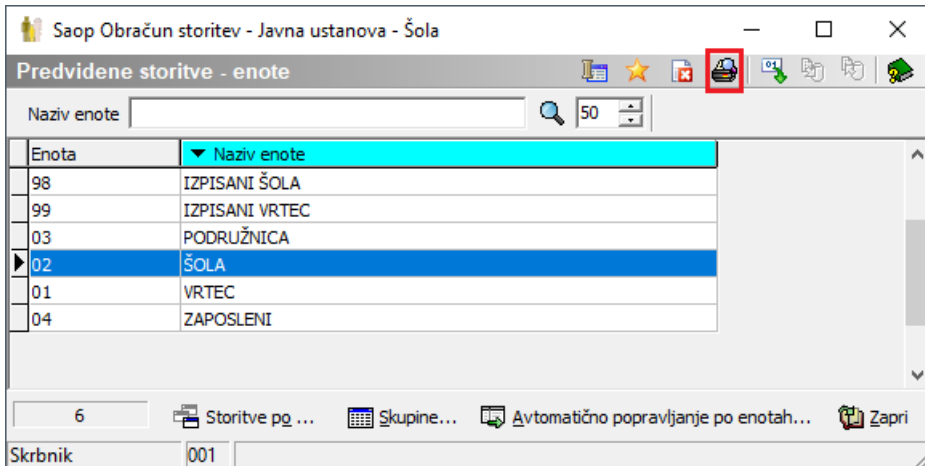 Saop Obračun storitev - Javna ustanova - Šola
Predvidene storitve - enote
Naziv enote 50
Enota Naziv enote
98 IZPISANI ŠOLA
99 IZPISANI VRTEC
03 PODRUŽNICA
02 ŠOLA
01 VRTEC
04 ZAPOSLENI
6 Storitve po ... Skupine... Avtomatično popravljanje po enotah... Zapri
Skrbnik 001